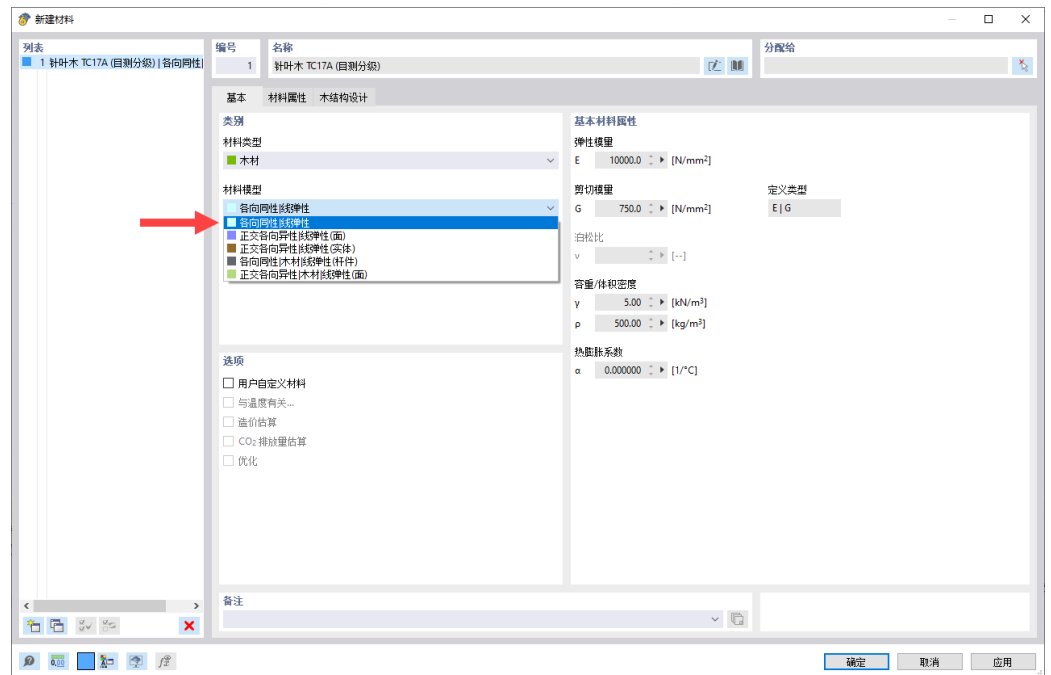 新建材料
列表
1 针叶木 TC17A (目测分级) | 各向同性|
编号
1
名称
针叶木 TC17A (目测分级)
分配给
基本
材料属性
木结构设计
类别
材料类型
木材
材料模型
各向同性|线弹性
各向同性|线弹性
正交各向异性|线弹性(面)
正交各向异性|线弹性(实体)
各向同性|木材|线弹性(杆件)
正交各向异性|木材|线弹性(面)
选项
用户自定义材料
与温度有关...
造价估算
CO2 排放量估算
优化
基本材料属性
弹性模量
E 10000.0 [N/mm²]
剪切模量
定义类型
G 750.0 [N/mm²]
E | G
泊松比
ν [--]
容重/体积密度
γ 5.00 [kN/m³]
ρ 500.00 [kg/m³]
热膨胀系数
α 0.000000 [1/°C]
备注
0,00
确定
取消
应用